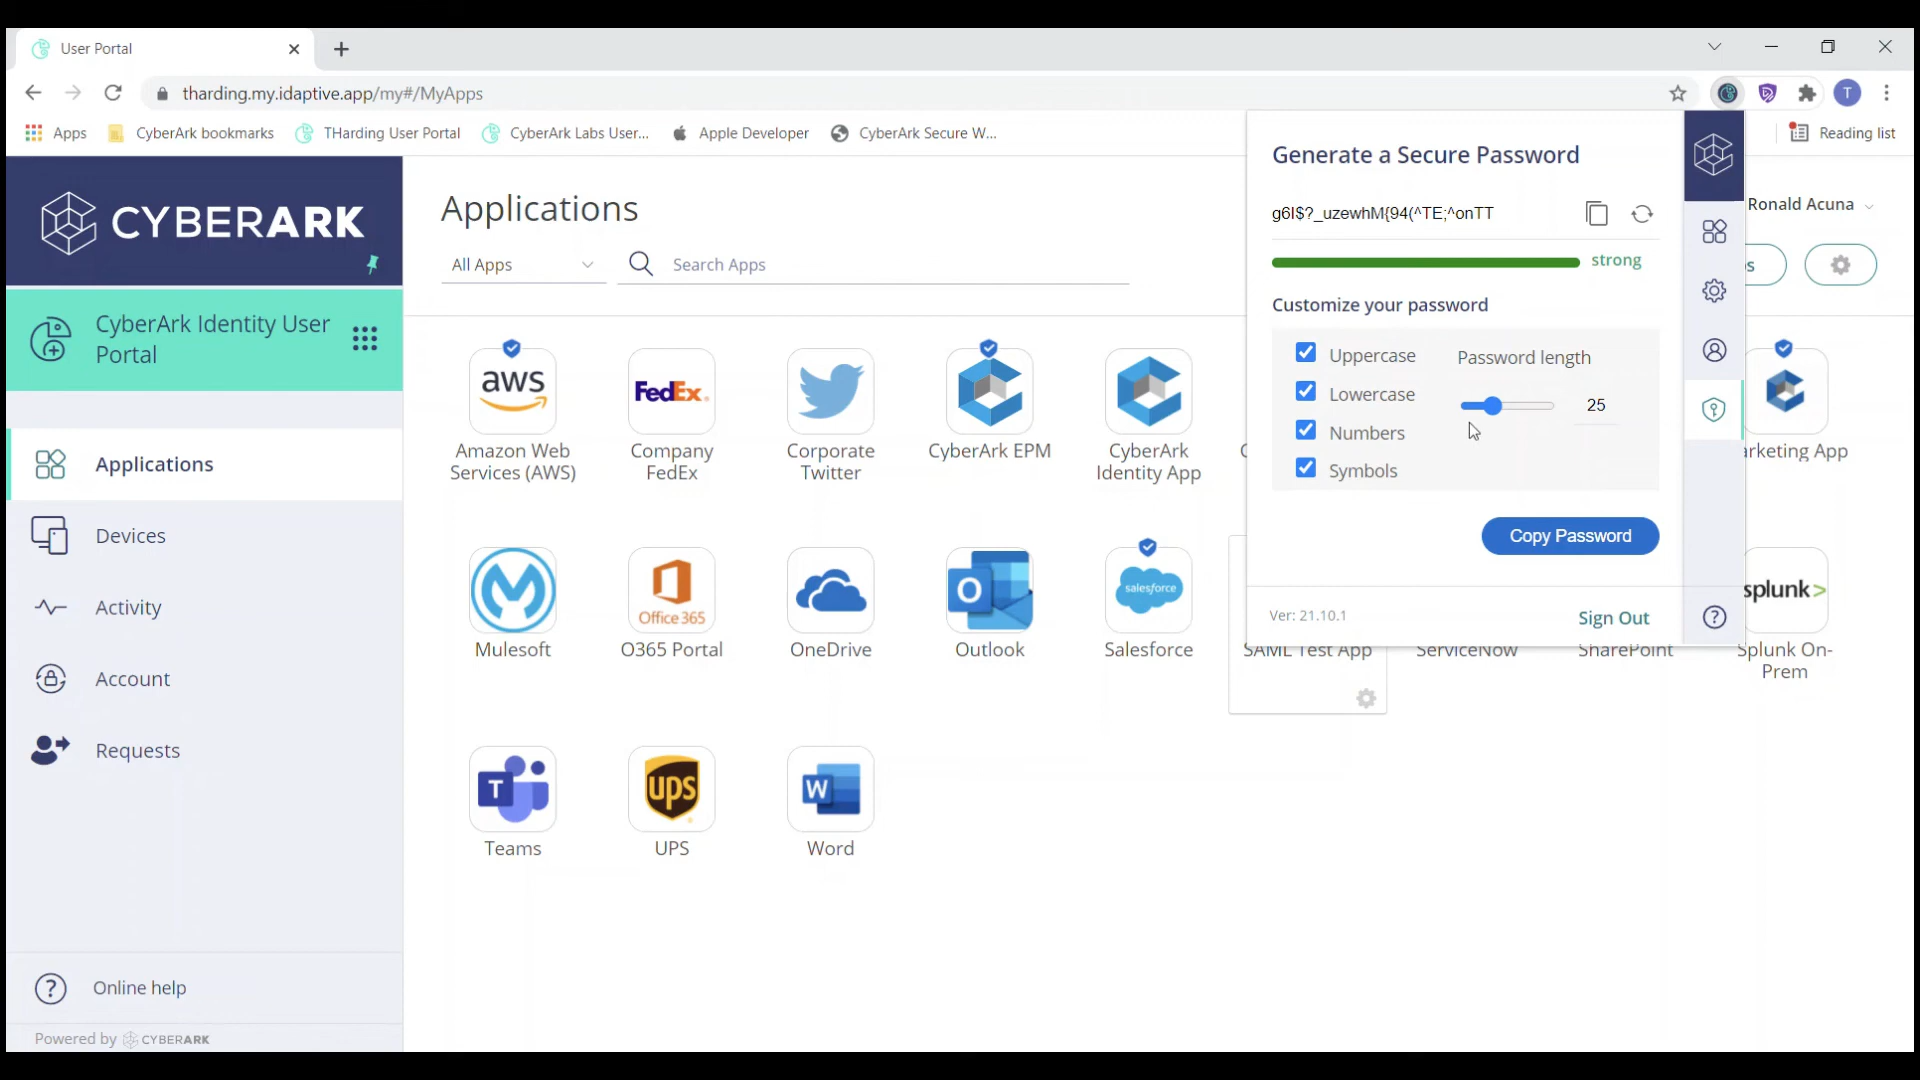 User Portal
tharding.my.idaptive.app/my#/MyApps
Apps
CyberArk bookmarks
THarding User Portal
CyberArk Labs User...
Apple Developer
CyberArk Secure W...
Reading list
T
CYBERARK
CyberArk Identity User
Portal
Applications
Devices
Activity
Account
Requests
Online help
Powered by CYBERARK
Applications
All Apps
Search Apps
Ronald Acuna
aws
Amazon Web
Services (AWS)
FedEx
Company
FedEx
Corporate
Twitter
CyberArk EPM
CyberArk
Identity App
arketing App
Mulesoft
Office 365
O365 Portal
OneDrive
Outlook
salesforce
Salesforce
SAML Test App
ServiceNow
SharePoint
splunk>
Splunk On-
Prem
Teams
ups
UPS
W
Word
Generate a Secure Password
g6I$?_uzewhM{94(^TE;^onTT
strong
Customize your password
Uppercase
Lowercase
Numbers
Symbols
Password length
25
Copy Password
Ver: 21.10.1
Sign Out